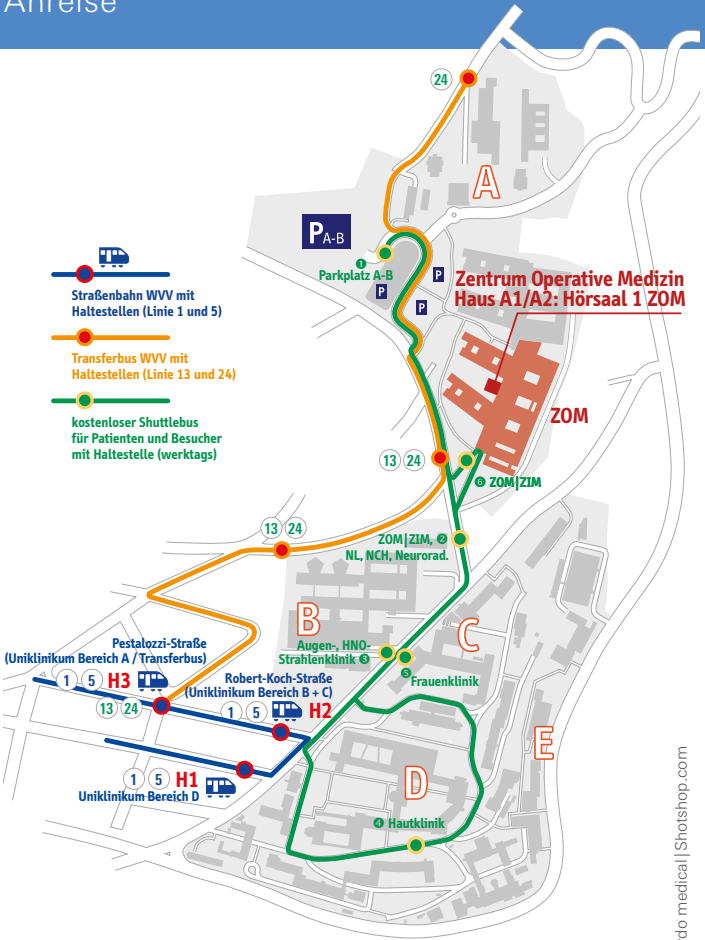 Anreise
24
A
P A-B
❶
Parkplatz A-B
P
P
P
Zentrum Operative Medizin
Haus A1/A2: Hörsaal 1 ZOM
Straßenbahn WVV mit
Haltestellen (Linie 1 und 5)
Transferbus WVV mit
Haltestellen (Linie 13 und 24)
kostenloser Shuttlebus
für Patienten und Besucher
mit Haltestelle (werktags)
ZOM
13 24
❻ ZOM|ZIM
13 24
ZOM|ZIM, ❷
NL, NCH, Neurorad.
B
C
Augen-, HNO-
Strahlenklinik ❸
❺
Frauenklinik
Pestalozzi-Straße
(Uniklinikum Bereich A / Transferbus)
1 5 H3
13 24
Robert-Koch-Straße
(Uniklinikum Bereich B + C)
1 5 H2
E
D
1 5 H1
Uniklinikum Bereich D
❹ Hautklinik
do medical | Shotshop.com